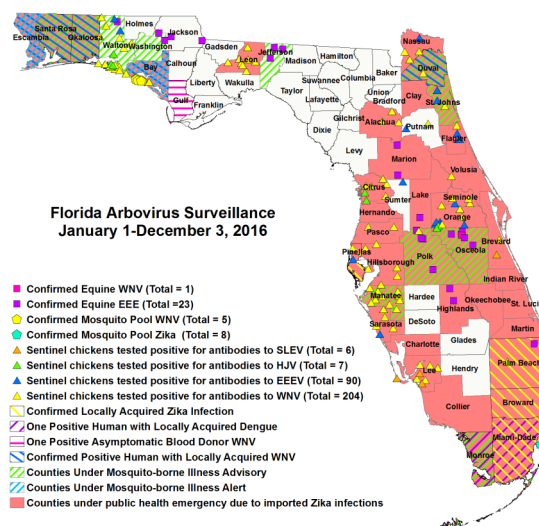 Holmes
Jackson
Santa Rosa
Okaloosa
Walton
Washington
Escambia
Bay
Calhoun
Gadsden
Liberty
Gulf
Franklin
Leon
Wakulla
Jefferson
Madison
Taylor
Hamilton
Suwannee
Columbia
Lafayette
Dixie
Baker
Union
Bradford
Gilchrist
Alachua
Levy
Nassau
Duval
Clay
St. Johns
Putnam
Flagler
Marion
Volusia
Citrus
Sumter
Lake
Seminole
Hernando
Orange
Pasco
Brevard
Osceola
Pinellas
Hillsborough
Polk
Indian River
Manatee
Hardee
Okeechobee
St. Luci
Highlands
Sarasota
DeSoto
Martin
Charlotte
Glades
Lee
Hendry
Palm Beach
Collier
Broward
Monroe
Miami-Dade
Florida Arbovirus Surveillance
January 1-December 3, 2016
Confirmed Equine WNV (Total = 1)
Confirmed Equine EEE (Total =23)
Confirmed Mosquito Pool WNV (Total = 5)
Confirmed Mosquito Pool Zika (Total = 8)
Sentinel chickens tested positive for antibodies to SLEV (Total = 6)
Sentinel chickens tested positive for antibodies to HJV (Total = 7)
Sentinel chickens tested positive for antibodies to EEEV (Total = 90)
Sentinel chickens tested positive for antibodies to WNV (Total = 204)
Confirmed Locally Acquired Zika Infection
One Positive Human with Locally Acquired Dengue
One Positive Asymptomatic Blood Donor WNV
Confirmed Positive Human with Locally Acquired WNV
Counties Under Mosquito-borne Illness Advisory
Counties Under Mosquito-borne Illness Alert
Counties under public health emergency due to imported Zika infections